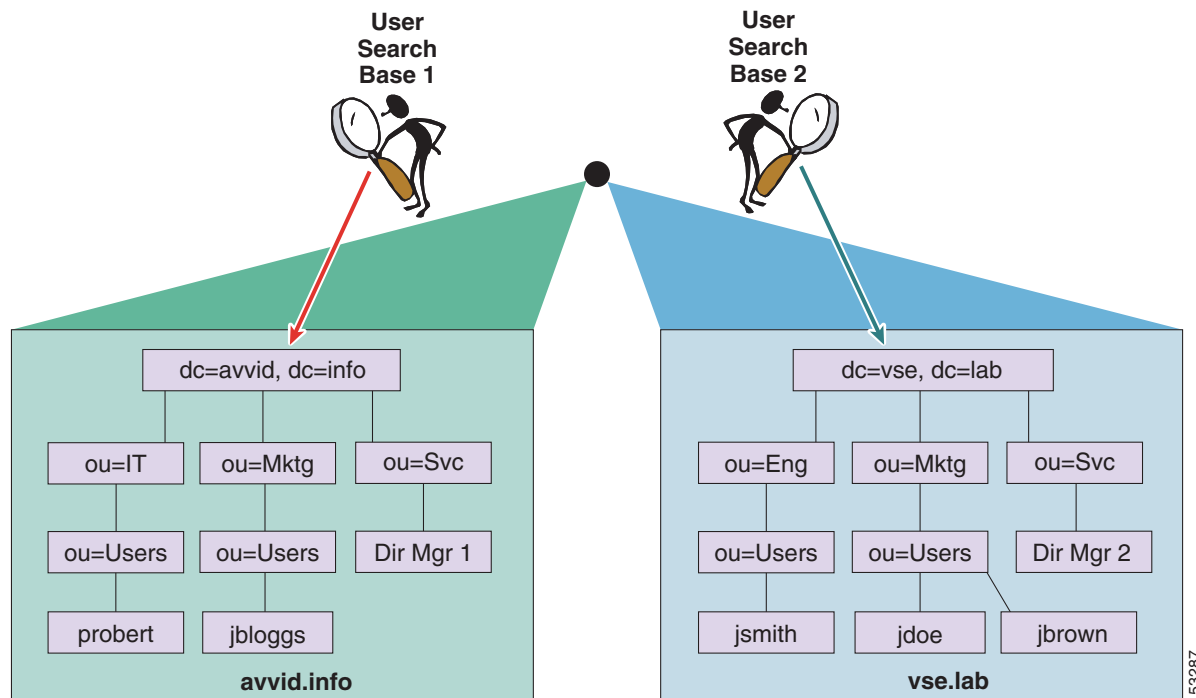 User
Search
Base 1
User
Search
Base 2
dc=avvid, dc=info
ou=IT
ou=Mktg
ou=Svc
ou=Users
ou=Users
Dir Mgr 1
probert
jbloggs
avvid.info
dc=vse, dc=lab
ou=Eng
ou=Mktg
ou=Svc
ou=Users
ou=Users
Dir Mgr 2
jsmith
jdoe
jbrown
vse.lab
53287